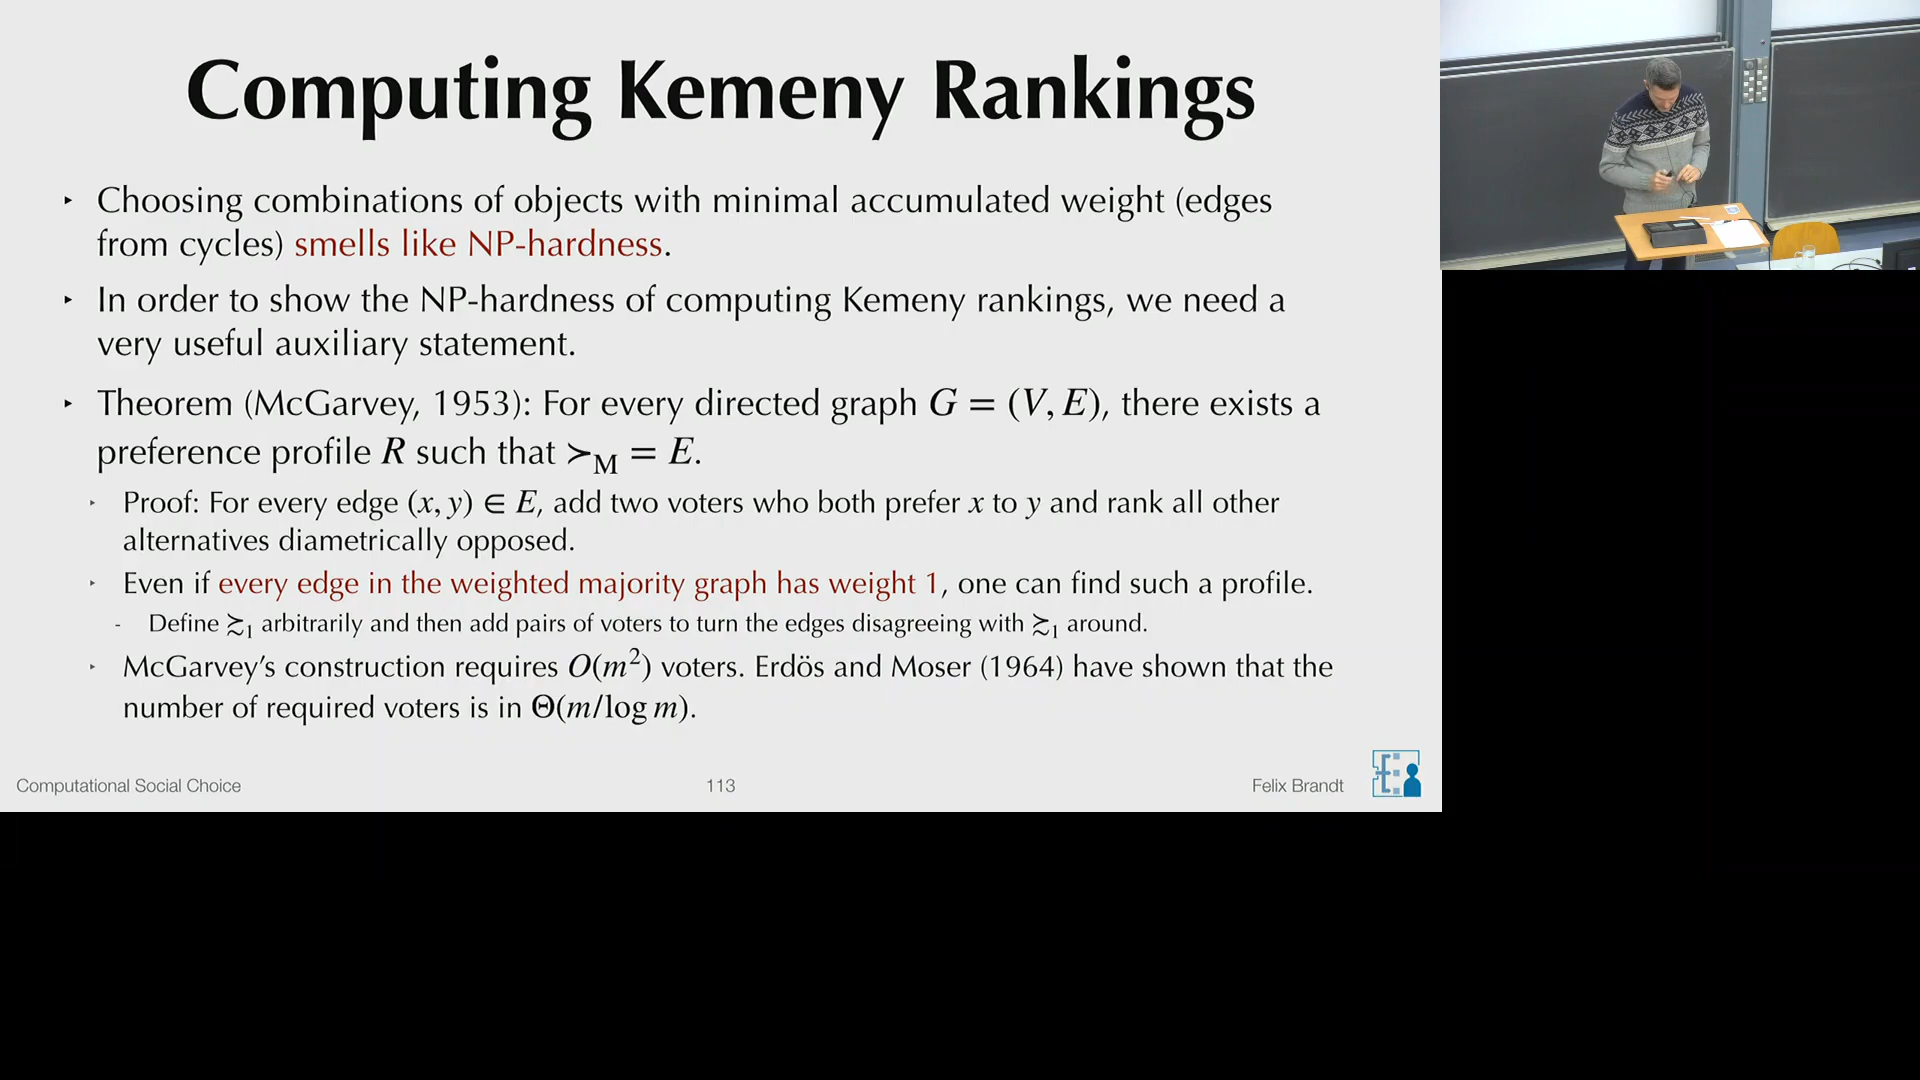 Computing Kemeny Rankings
‣ Choosing combinations of objects with minimal accumulated weight (edges
from cycles) smells like NP-hardness.
‣ In order to show the NP-hardness of computing Kemeny rankings, we need a
very useful auxiliary statement.
‣ Theorem (McGarvey, 1953): For every directed graph G = (V, E), there exists a
preference profile R such that ≻_M = E.
‣ Proof: For every edge (x, y) ∈ E, add two voters who both prefer x to y and rank all other
alternatives diametrically opposed.
‣ Even if every edge in the weighted majority graph has weight 1, one can find such a profile.
- Define ≿₁ arbitrarily and then add pairs of voters to turn the edges disagreeing with ≿₁ around.
‣ McGarvey's construction requires O(m²) voters. Erdös and Moser (1964) have shown that the
number of required voters is in Θ(m/log m).
Computational Social Choice
113
Felix Brandt